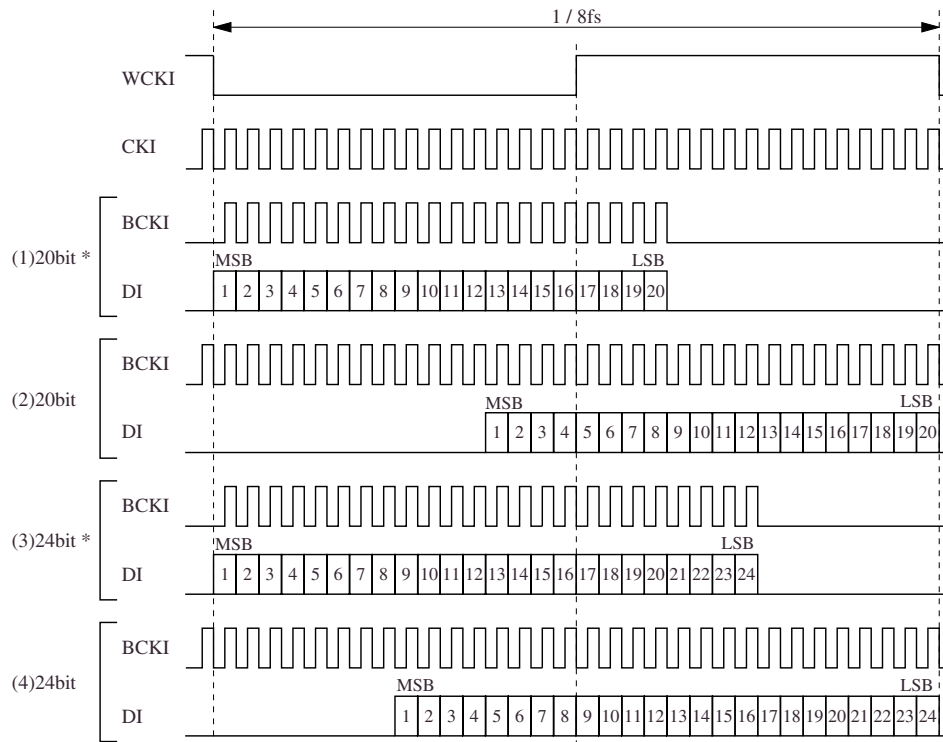 1 / 8fs
WCKI
CKI
(1)20bit *
BCKI
MSB LSB
DI 1 2 3 4 5 6 7 8 9 10 11 12 13 14 15 16 17 18 19 20
(2)20bit
BCKI
MSB LSB
DI 1 2 3 4 5 6 7 8 9 10 11 12 13 14 15 16 17 18 19 20
(3)24bit *
BCKI
MSB LSB
DI 1 2 3 4 5 6 7 8 9 10 11 12 13 14 15 16 17 18 19 20 21 22 23 24
(4)24bit
BCKI
MSB LSB
DI 1 2 3 4 5 6 7 8 9 10 11 12 13 14 15 16 17 18 19 20 21 22 23 24